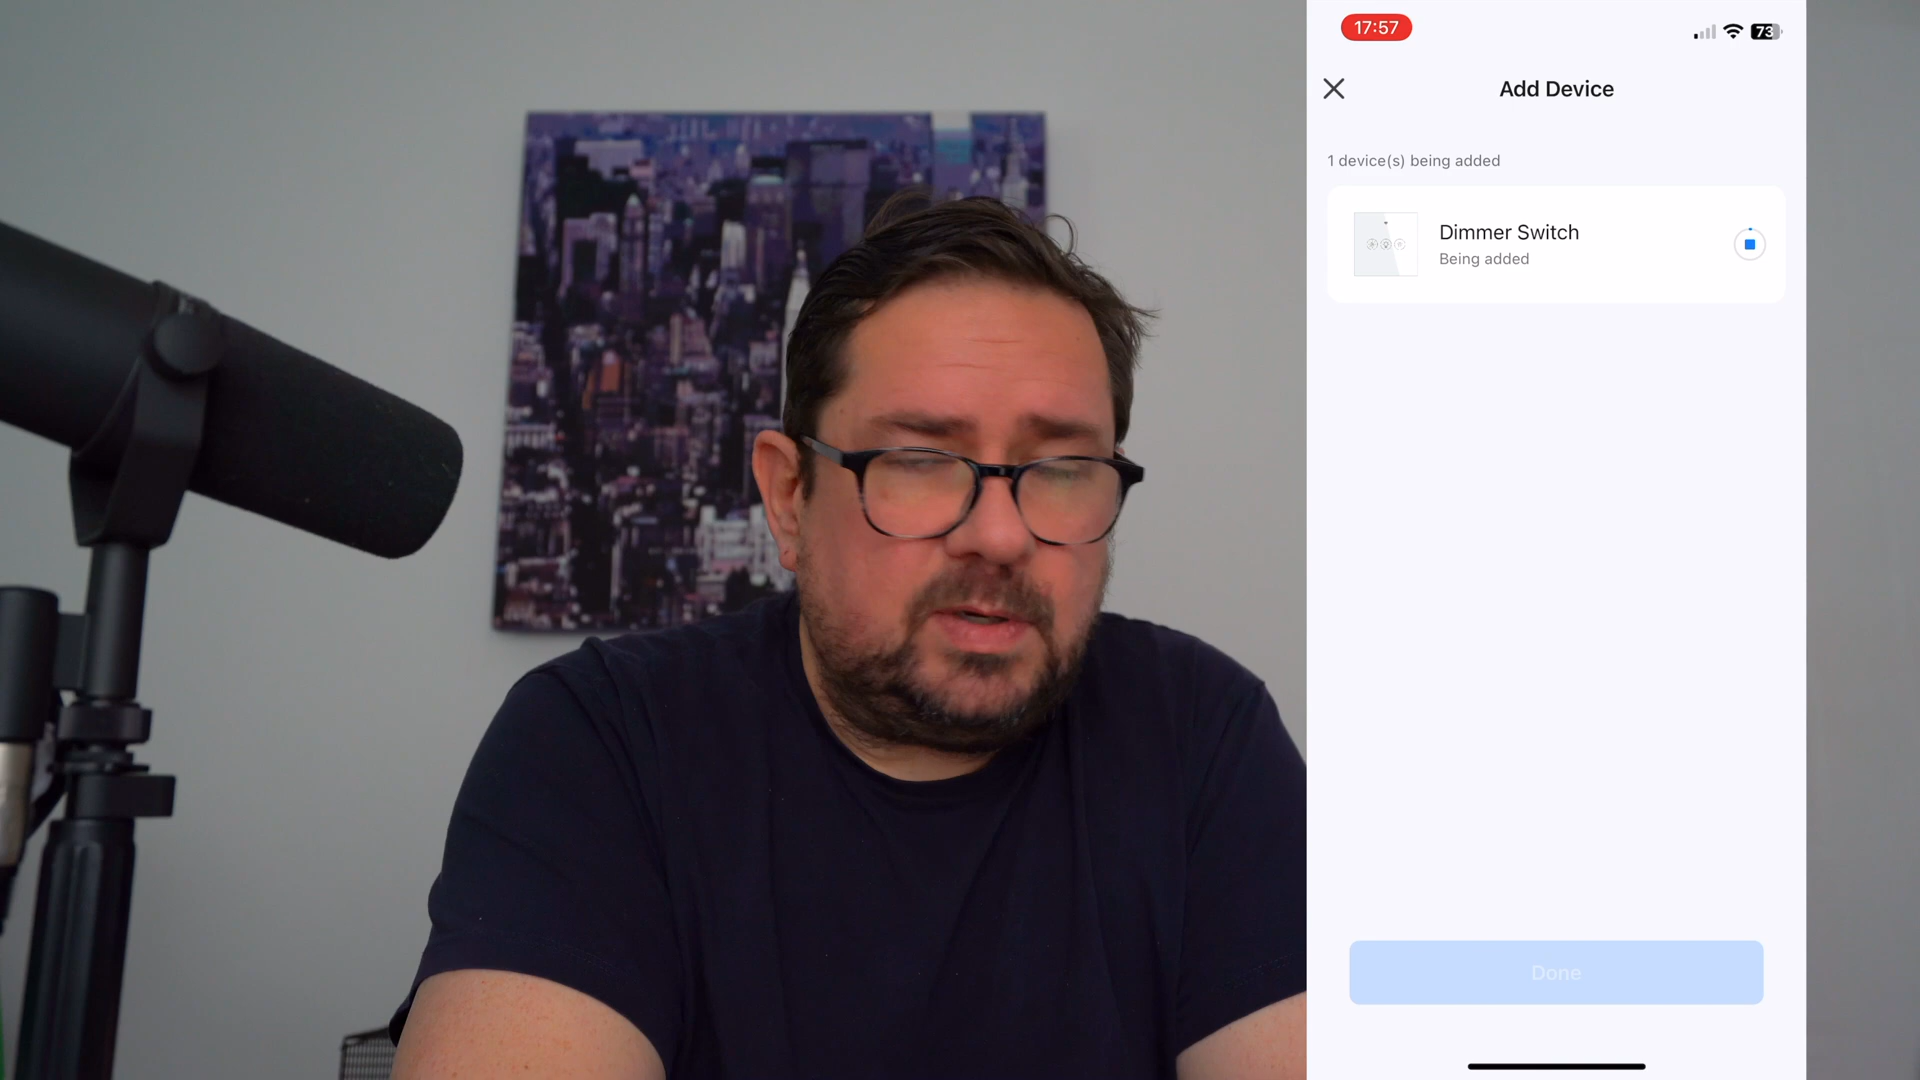 17:57
73
Add Device
1 device(s) being added
Dimmer Switch
Being added
Done